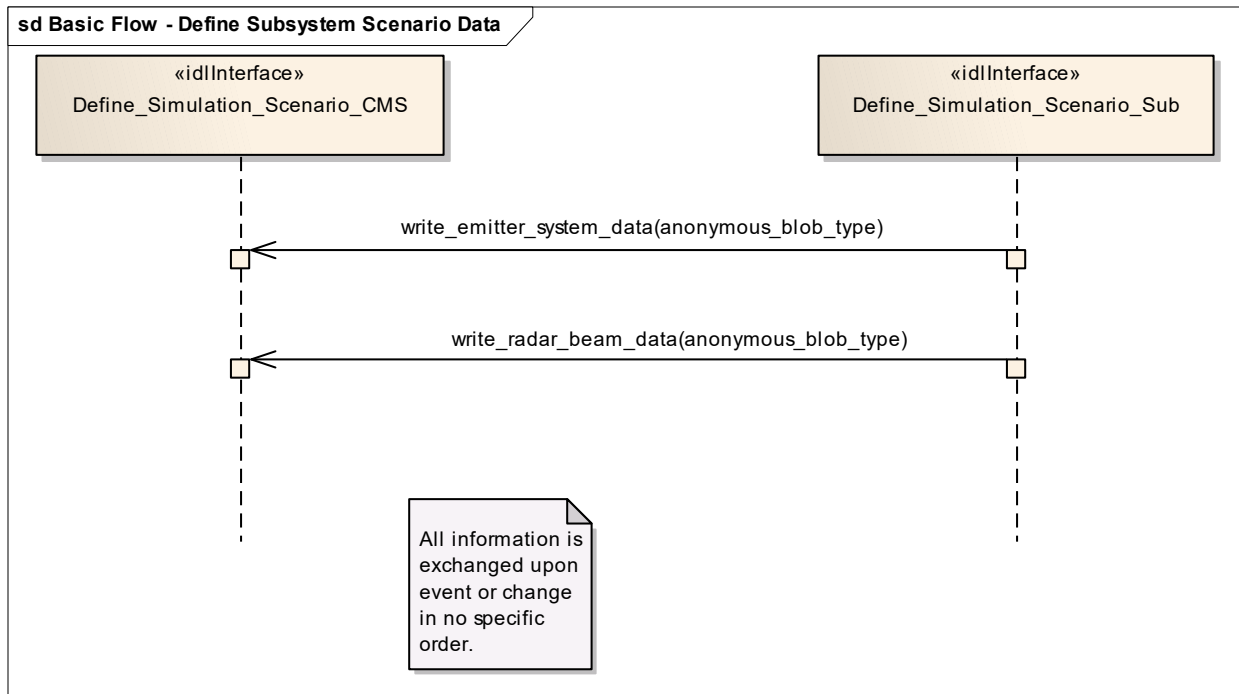 sd Basic Flow - Define Subsystem Scenario Data
«idlInterface»
Define_Simulation_Scenario_CMS
«idlInterface»
Define_Simulation_Scenario_Sub
write_emitter_system_data(anonymous_blob_type)
write_radar_beam_data(anonymous_blob_type)
All information is
exchanged upon
event or change
in no specific
order.